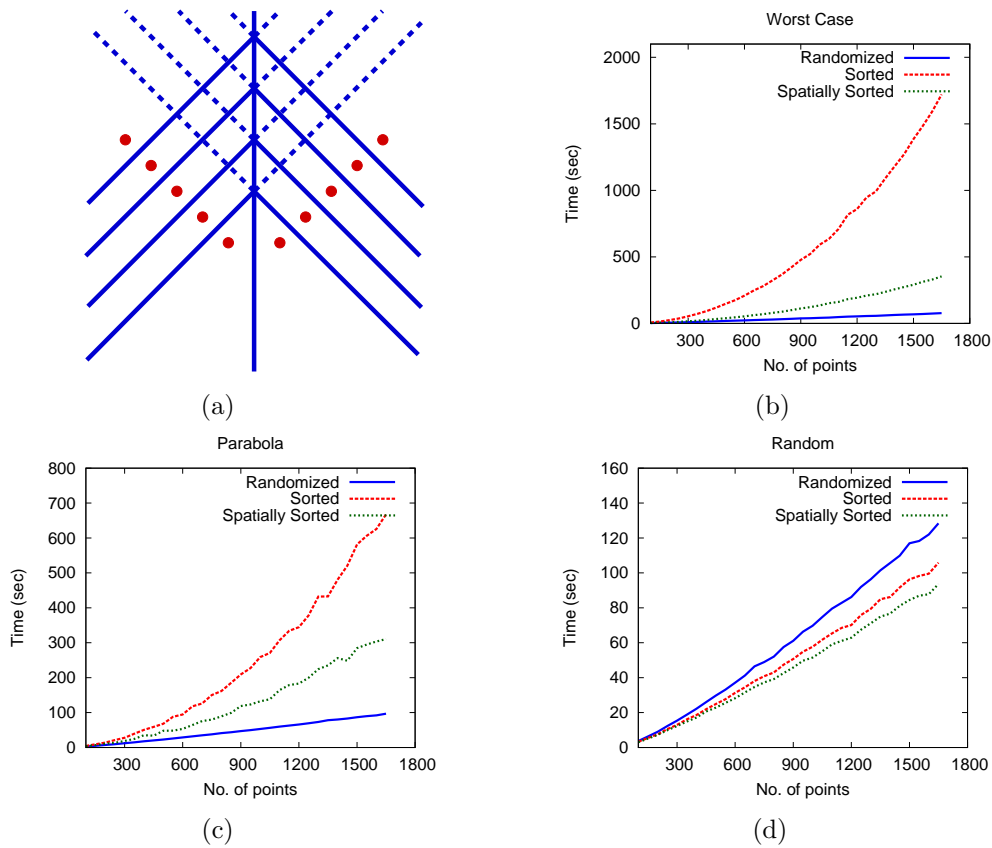 (a)
Worst Case
Randomized
Sorted
Spatially Sorted
2000
1500
1000
500
0
Time (sec)
300 600 900 1200 1500 1800
No. of points
(b)
Parabola
Randomized
Sorted
Spatially Sorted
800
700
600
500
400
300
200
100
0
Time (sec)
300 600 900 1200 1500 1800
No. of points
(c)
Random
Randomized
Sorted
Spatially Sorted
160
140
120
100
80
60
40
20
0
Time (sec)
300 600 900 1200 1500 1800
No. of points
(d)